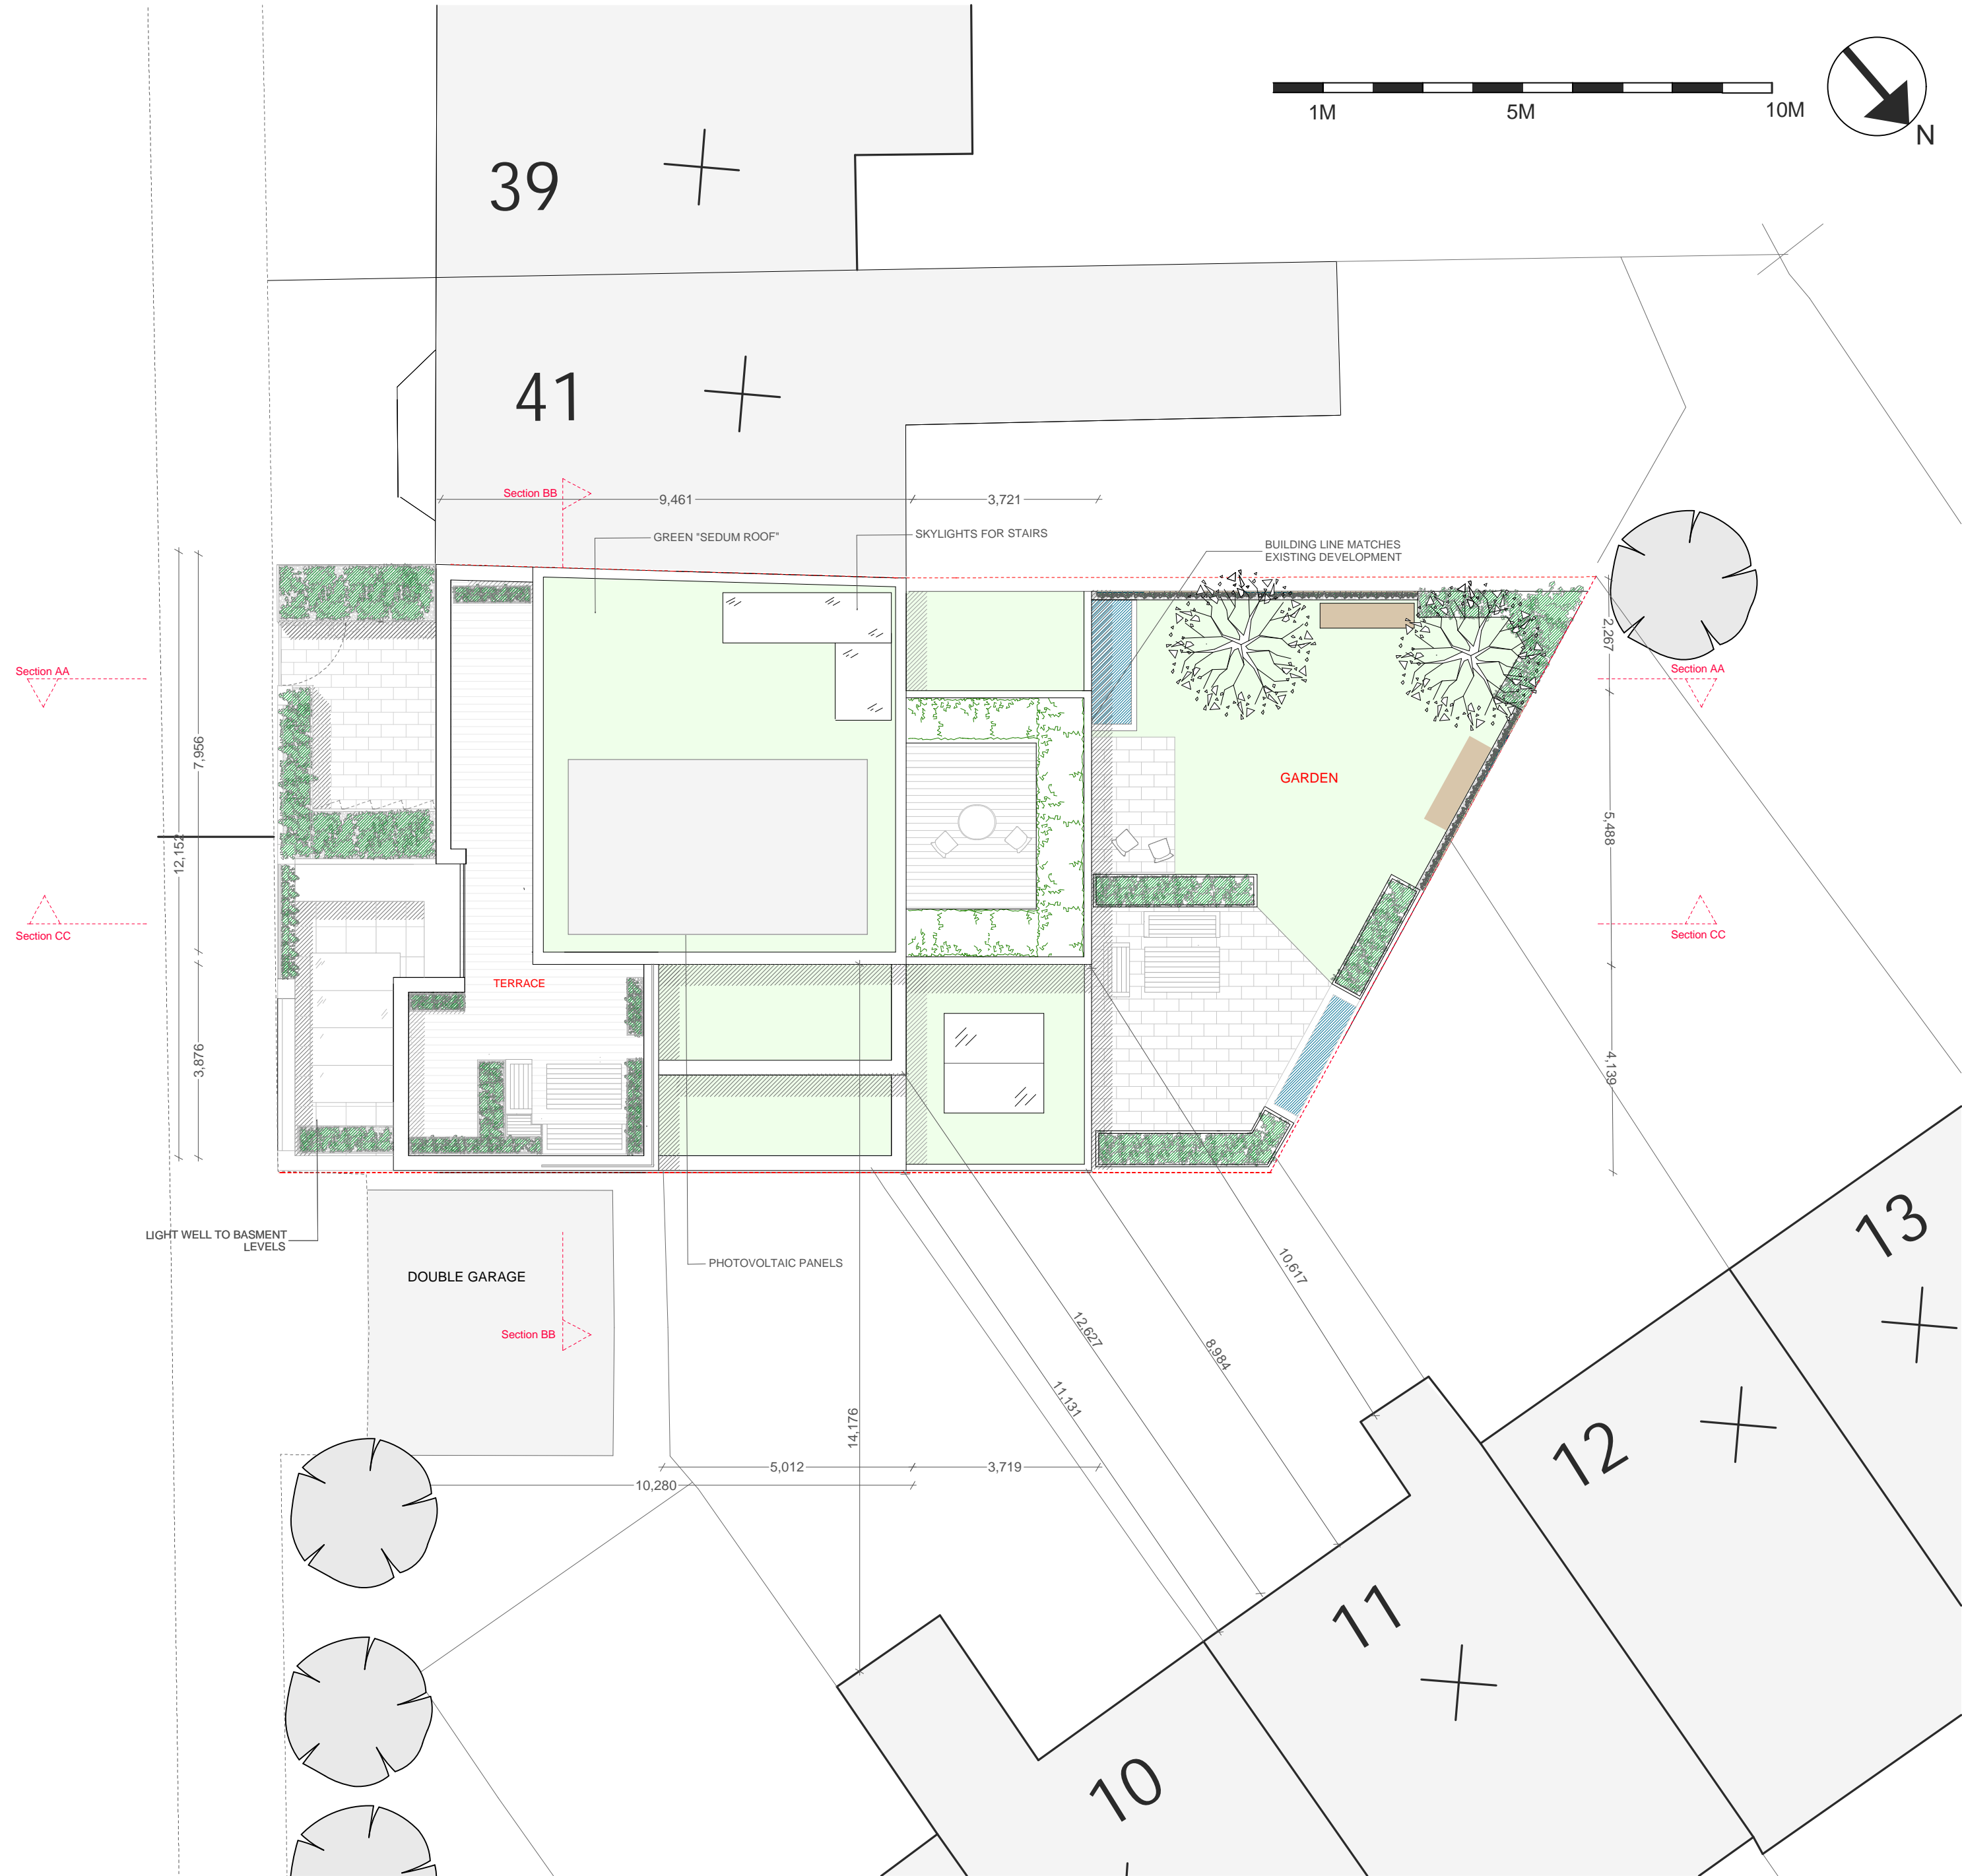 1M
5M
10M
N
39
41
Section BB
9,461
3,721
GREEN "SEDUM ROOF"
SKYLIGHTS FOR STAIRS
BUILDING LINE MATCHES
EXISTING DEVELOPMENT
2,267
Section AA
Section AA
7,956
GARDEN
12,152
5,488
Section CC
Section CC
TERRACE
3,876
4,139
LIGHT WELL TO BASMENT
LEVELS
PHOTOVOLTAIC PANELS
DOUBLE GARAGE
Section BB
10,617
12,627
8,984
11,131
14,176
5,012
3,719
10,280
13
12
11
10